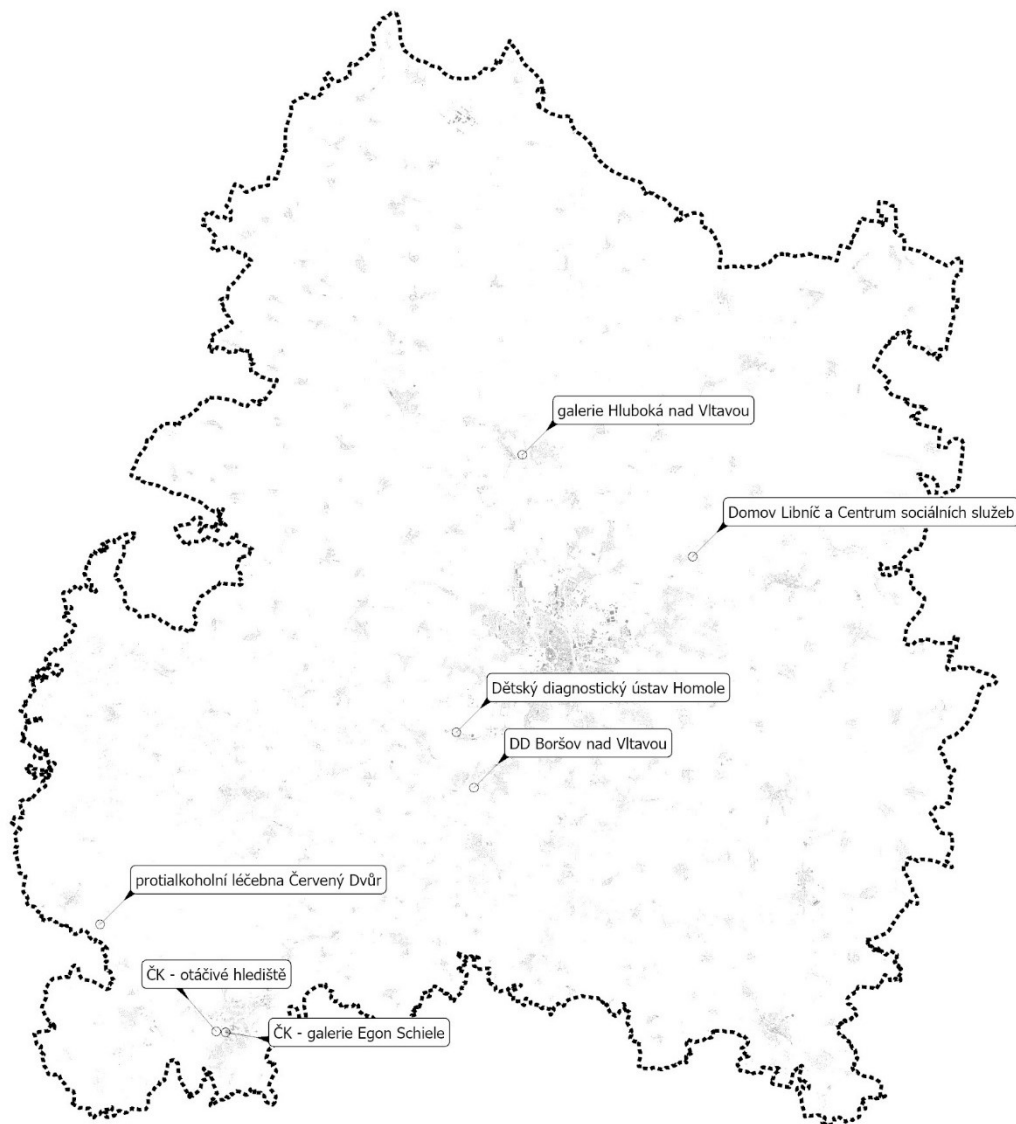 galerie Hluboká nad Vltavou
Domov Libníč a Centrum sociálních služeb
Dětský diagnostický ústav Homole
DD Boršov nad Vltavou
protialkoholní léčebna Červený Dvůr
ČK - otáčivé hlediště
ČK - galerie Egon Schiele